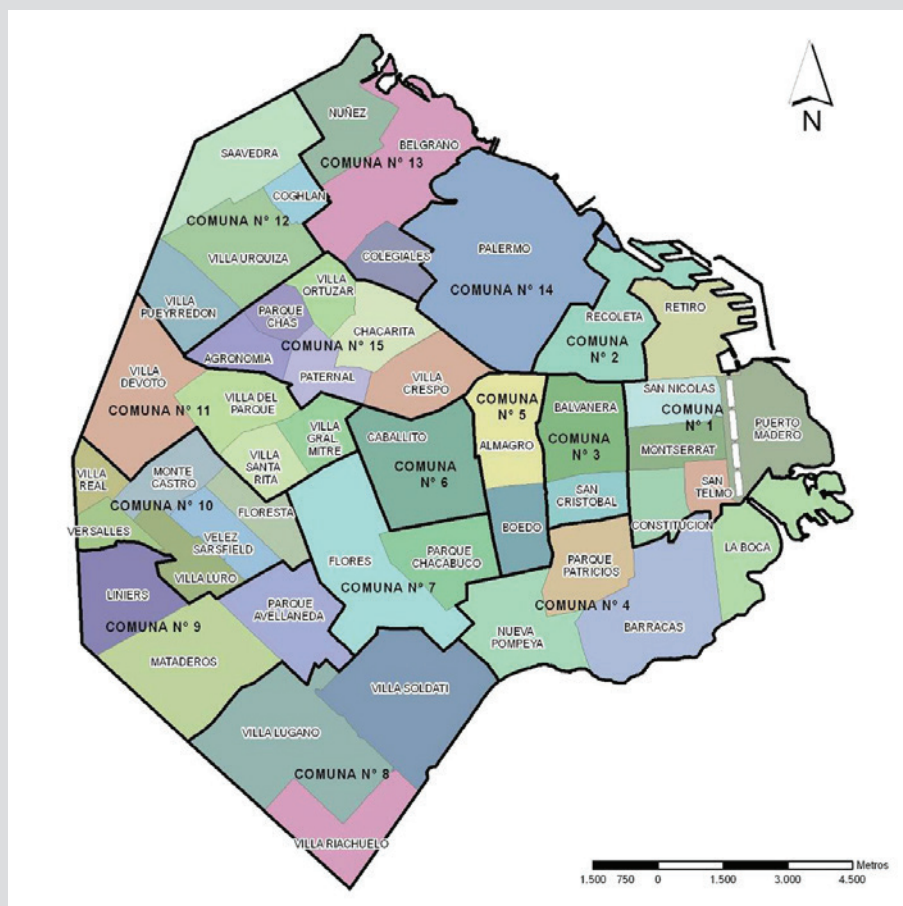 N
NUÑEZ
BELGRANO
COMUNA N° 13
SAAVEDRA
COGHLAN
COMUNA N° 12
VILLA URQUIZA
COLEGIALES
PALERMO
COMUNA N° 14
VILLA
ORTUZAR
VILLA
PUEYRREDON
PARQUE
CHAS
CHACARITA
COMUNA N° 15
AGRONOMIA
PATERNAL
VILLA
CRESPO
RECOLETA
COMUNA
N° 2
RETIRO
VILLA
DEVOTO
COMUNA N° 11
VILLA DEL
PARQUE
VILLA
GRAL
MITRE
VILLA
SANTA
RITA
CABALLITO
COMUNA
N° 6
COMUNA
N° 5
ALMAGRO
BOEDO
BALVANERA
COMUNA
N° 3
SAN
CRISTOBAL
SAN NICOLAS
COMUNA
N° 1
MONTSERRAT
PUERTO
MADERO
SAN
TELMO
CONSTITUCION
LA BOCA
VILLA
REAL
MONTE
CASTRO
COMUNA N° 10
FLORESTA
VERSALLES
VELEZ
SARSFIELD
VILLA LURO
LINIERS
COMUNA N° 9
PARQUE
AVELLANEDA
MATADEROS
FLORES
PARQUE
CHACABUCO
COMUNA N° 7
PARQUE
PATRICIOS
COMUNA N° 4
NUEVA
POMPEYA
BARRACAS
VILLA SOLDATI
VILLA LUGANO
COMUNA N° 8
VILLA RIACHUELO
Metros
1.500 750 0 1.500 3.000 4.500